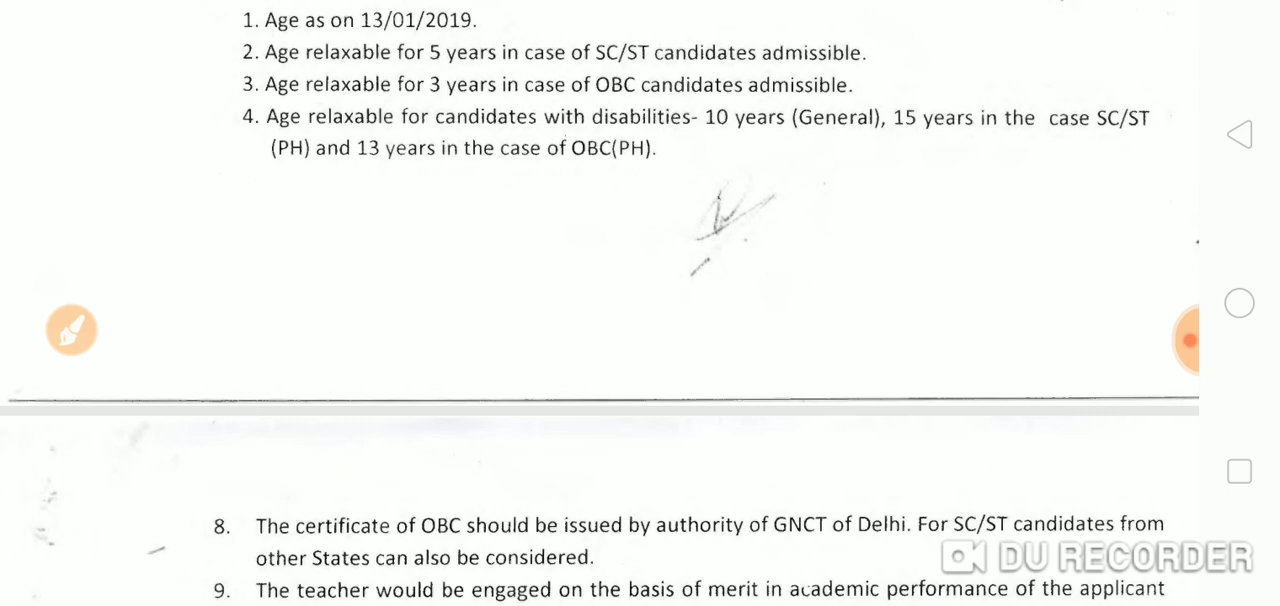 1. Age as on 13/01/2019.
2. Age relaxable for 5 years in case of SC/ST candidates admissible.
3. Age relaxable for 3 years in case of OBC candidates admissible.
4. Age relaxable for candidates with disabilities- 10 years (General), 15 years in the case SC/ST
(PH) and 13 years in the case of OBC(PH).
8. The certificate of OBC should be issued by authority of GNCT of Delhi. For SC/ST candidates from
other States can also be considered.
DU RECORDER
9. The teacher would be engaged on the basis of merit in academic performance of the applicant